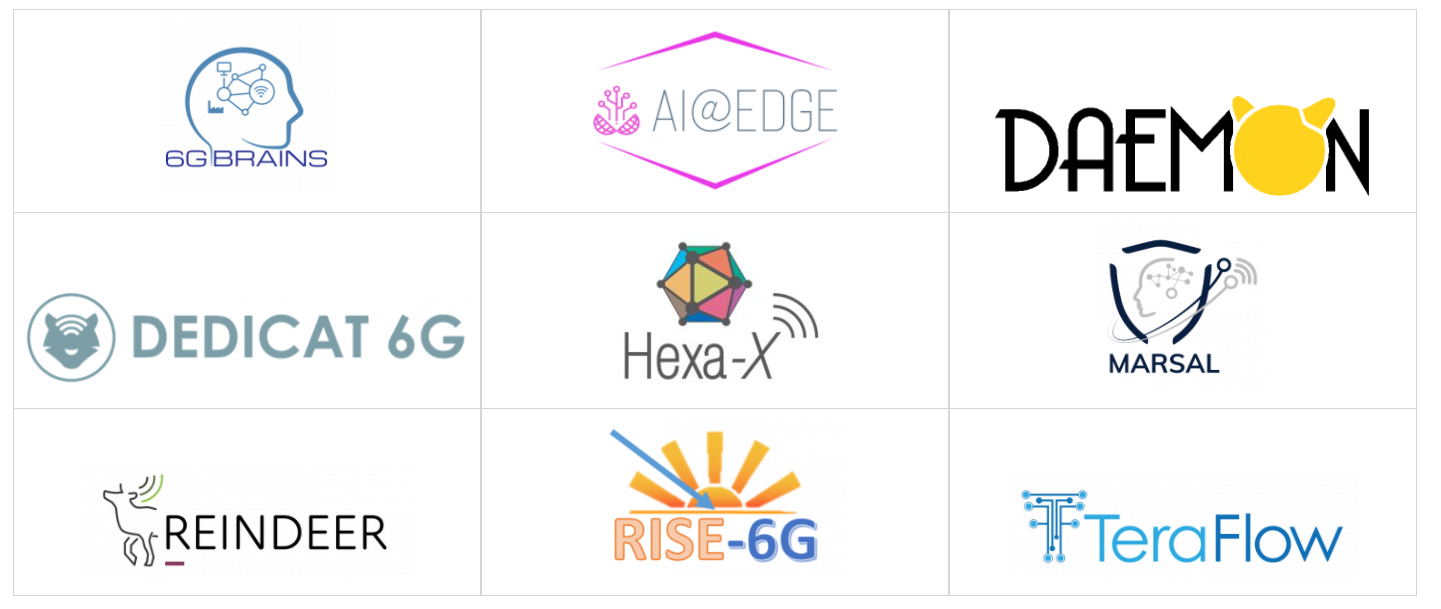 6G BRAINS
AI@EDGE
DAEMON
DEDICAT 6G
Hexa-X
MARSAL
REINDEER
RISE-6G
TeraFlow